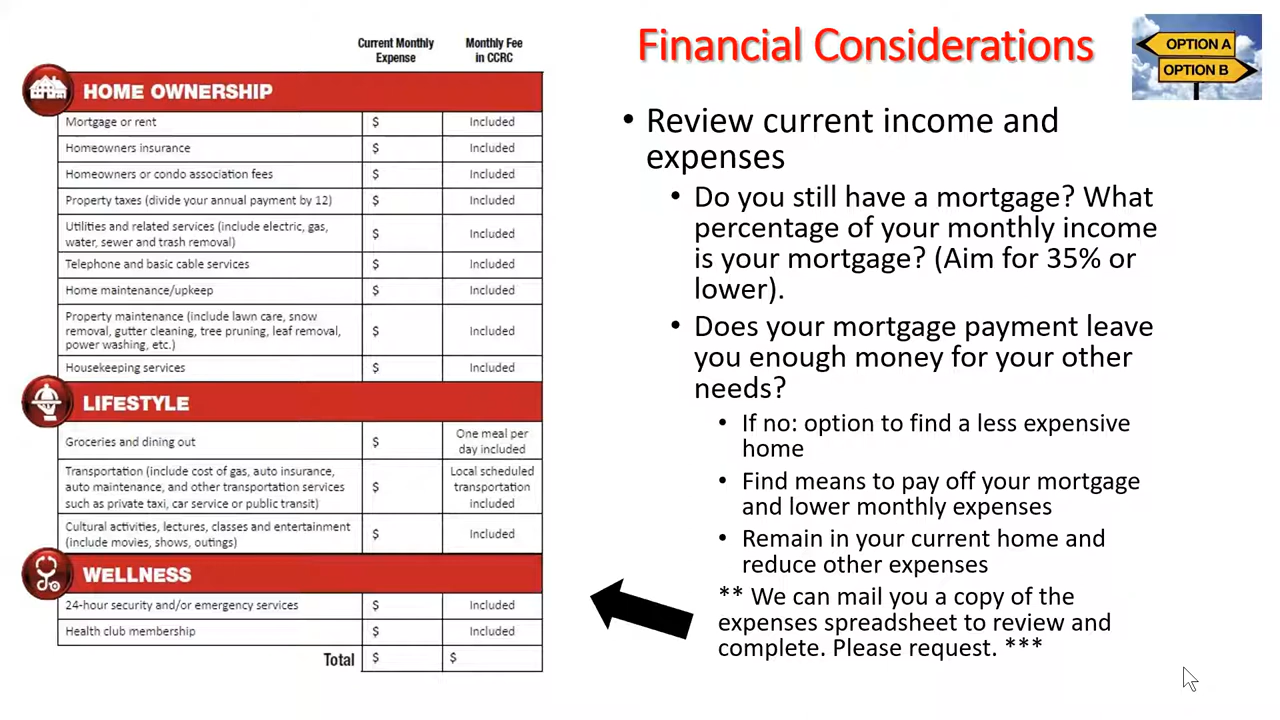 Current Monthly
Expense
Monthly Fee
in CCRC
HOME OWNERSHIP
Mortgage or rent $ Included
Homeowners insurance $ Included
Homeowners or condo association fees $ Included
Property taxes (divide your annual payment by 12) $ Included
Utilities and related services (include electric, gas,
water, sewer and trash removal) $ Included
Telephone and basic cable services $ Included
Home maintenance/upkeep $ Included
Property maintenance (include lawn care, snow
removal, gutter cleaning, tree pruning, leaf removal,
power washing, etc.) $ Included
Housekeeping services $ Included
LIFESTYLE
Groceries and dining out $ One meal per
day included
Transportation (include cost of gas, auto insurance,
auto maintenance, and other transportation services
such as private taxi, car service or public transit) $ Local scheduled
transportation
included
Cultural activities, lectures, classes and entertainment
(include movies, shows, outings) $ Included
WELLNESS
24-hour security and/or emergency services $ Included
Health club membership $ Included
Total $ $
Financial Considerations
OPTION A
OPTION B
• Review current income and
expenses
• Do you still have a mortgage? What
percentage of your monthly income
is your mortgage? (Aim for 35% or
lower).
• Does your mortgage payment leave
you enough money for your other
needs?
• If no: option to find a less expensive
home
• Find means to pay off your mortgage
and lower monthly expenses
• Remain in your current home and
reduce other expenses
** We can mail you a copy of the
expenses spreadsheet to review and
complete. Please request. ***